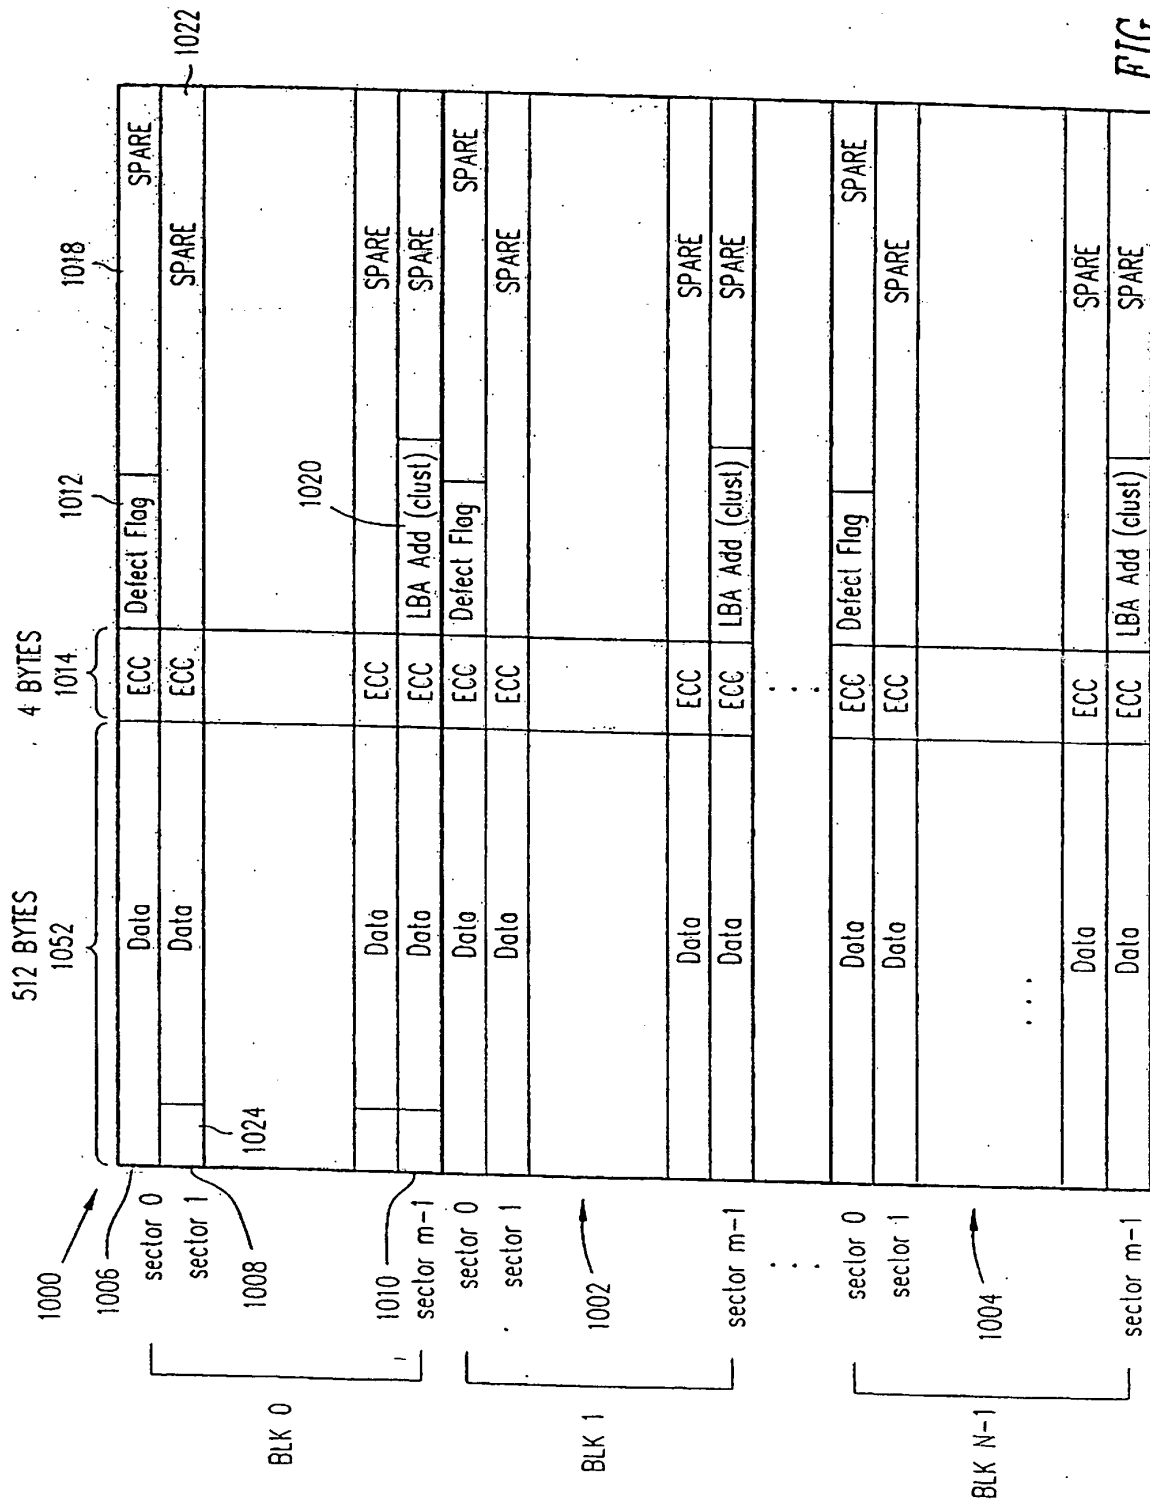 512 BYTES
1052
4 BYTES
1014
1012
1018
1022
1000
1006
sector 0
Data
ECC
Defect Flag
SPARE
sector 1
Data
ECC
SPARE
1008
1024
1020
BLK 0
Data
ECC
SPARE
1010
sector m-1
Data
ECC
LBA Add (clust)
SPARE
sector 0
Data
ECC
Defect Flag
SPARE
sector 1
Data
ECC
SPARE
1002
BLK 1
Data
ECC
SPARE
sector m-1
Data
ECC
LBA Add (clust)
SPARE
sector 0
Data
ECC
Defect Flag
SPARE
sector 1
Data
ECC
SPARE
1004
BLK N-1
Data
ECC
SPARE
sector m-1
Data
ECC
LBA Add (clust)
SPARE